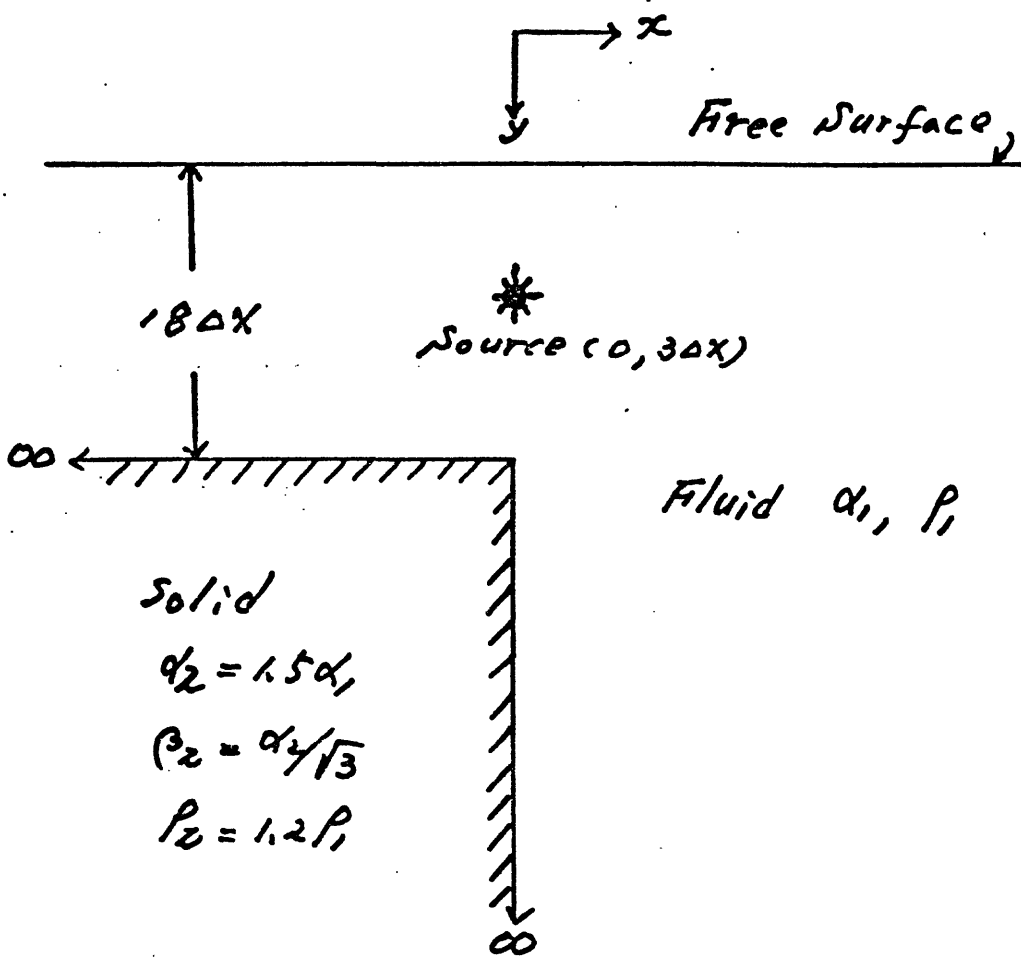 x
y
Free Surface
18Δx
Source (0, 3Δx)
∞
Fluid α₁, ρ₁
Solid
α₂ = 1.5α₁
β₂ = α₂/√3
ρ₂ = 1.2ρ₁
∞